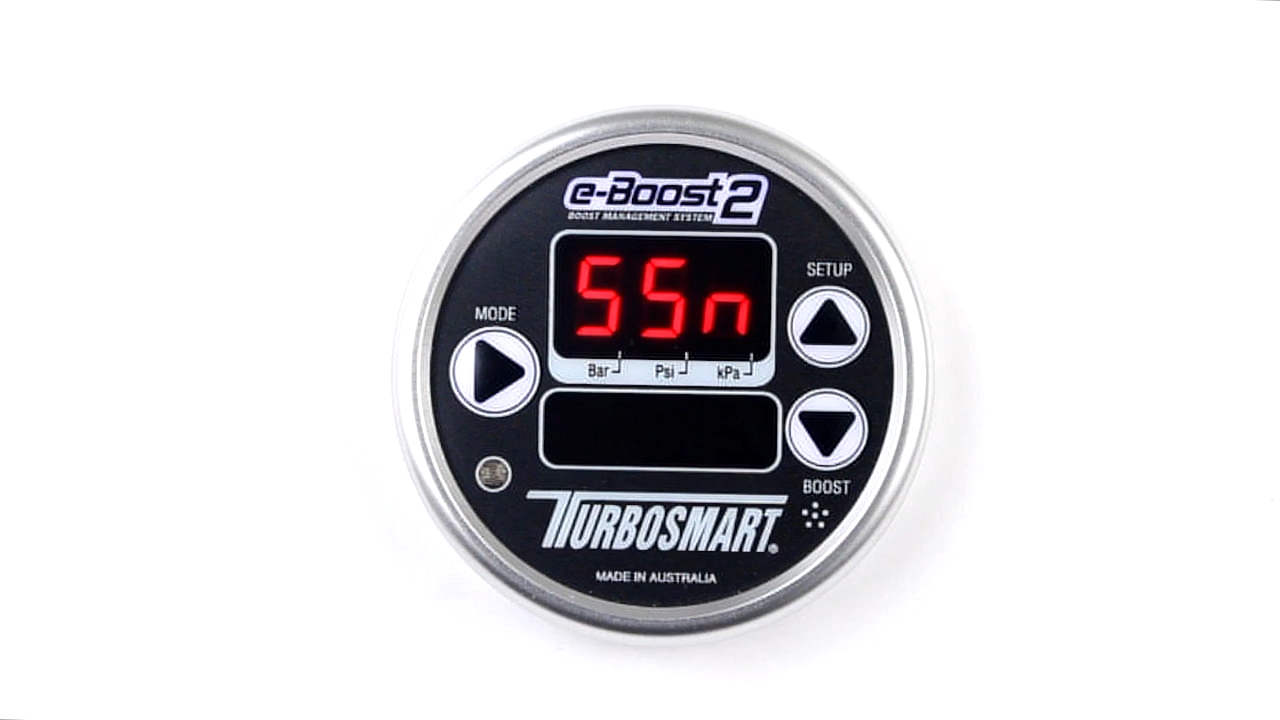 e-Boost2
BOOST MANAGEMENT SYSTEM
55n
Bar Psi kPa
SETUP
MODE
BOOST
TURBOSMART®
MADE IN AUSTRALIA